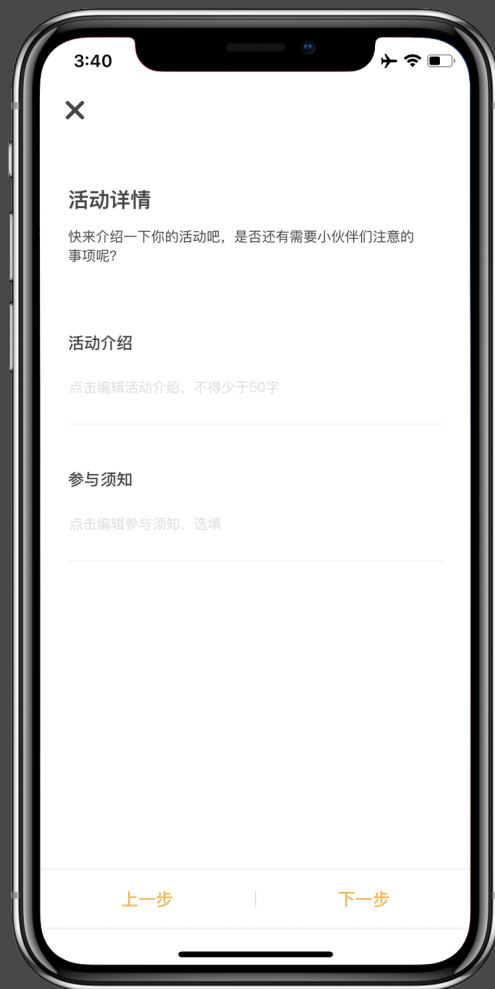 3:40
活动详情
快来介绍一下你的活动吧，是否还有需要小伙伴们注意的
事项呢？
活动介绍
点击编辑活动介绍，不得少于50字
参与须知
点击编辑参与须知，选填
上一步
下一步